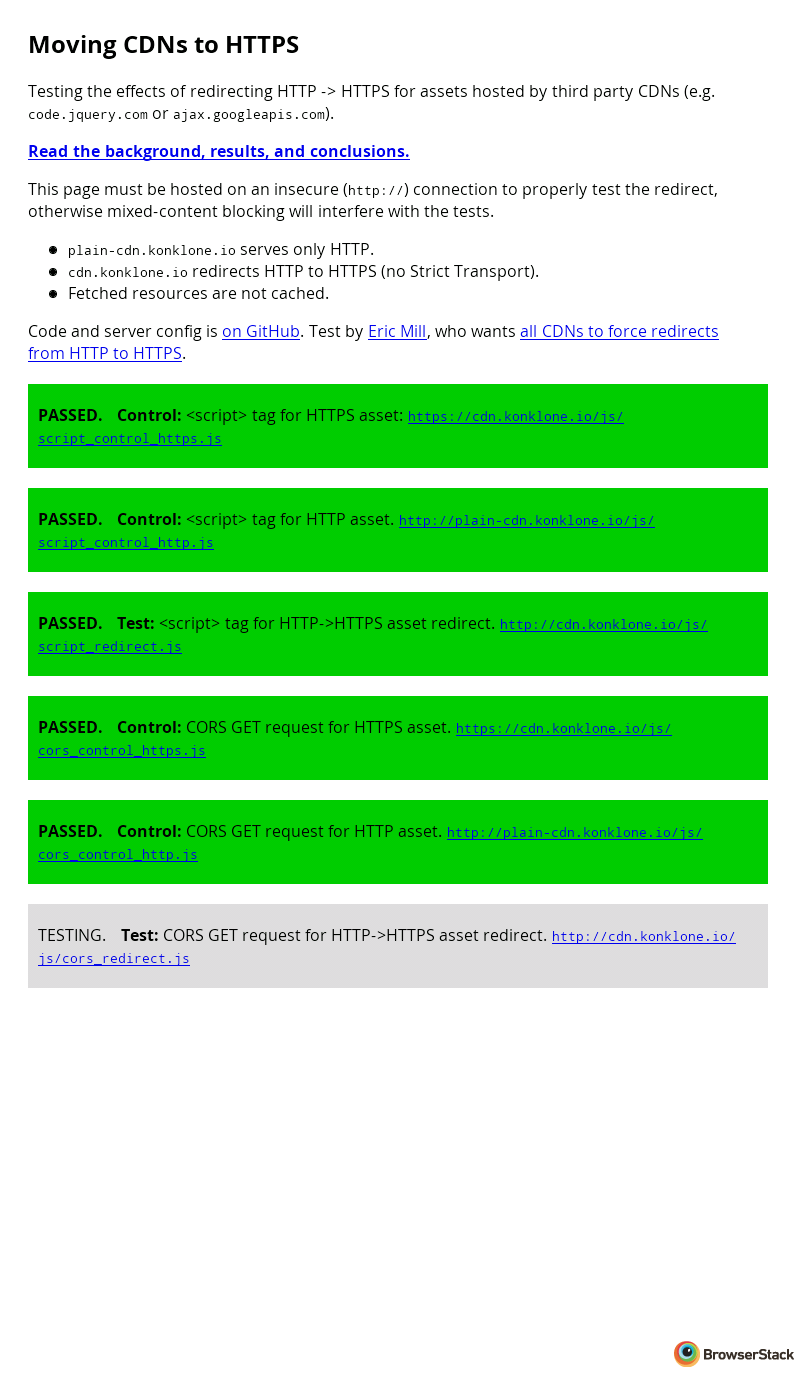 Moving CDNs to HTTPS
Testing the effects of redirecting HTTP -> HTTPS for assets hosted by third party CDNs (e.g.
code.jquery.com or ajax.googleapis.com).
Read the background, results, and conclusions.
This page must be hosted on an insecure (http://) connection to properly test the redirect,
otherwise mixed-content blocking will interfere with the tests.
plain-cdn.konklone.io serves only HTTP.
cdn.konklone.io redirects HTTP to HTTPS (no Strict Transport).
Fetched resources are not cached.
Code and server config is on GitHub. Test by Eric Mill, who wants all CDNs to force redirects
from HTTP to HTTPS.
PASSED. Control: <script> tag for HTTPS asset: https://cdn.konklone.io/js/
script_control_https.js
PASSED. Control: <script> tag for HTTP asset. http://plain-cdn.konklone.io/js/
script_control_http.js
PASSED. Test: <script> tag for HTTP->HTTPS asset redirect. http://cdn.konklone.io/js/
script_redirect.js
PASSED. Control: CORS GET request for HTTPS asset. https://cdn.konklone.io/js/
cors_control_https.js
PASSED. Control: CORS GET request for HTTP asset. http://plain-cdn.konklone.io/js/
cors_control_http.js
TESTING. Test: CORS GET request for HTTP->HTTPS asset redirect. http://cdn.konklone.io/
js/cors_redirect.js
BrowserStack